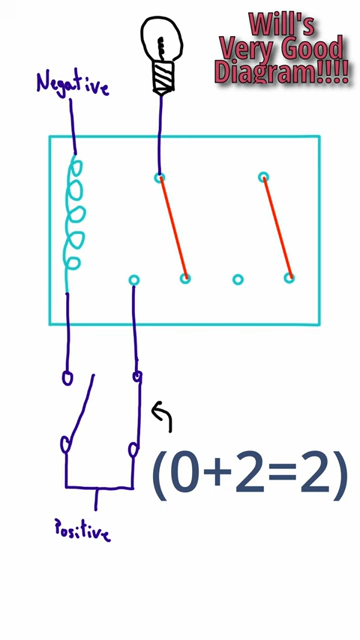 Will's
Very Good
Diagram!!!!
Negative
(0+2=2)
Positive